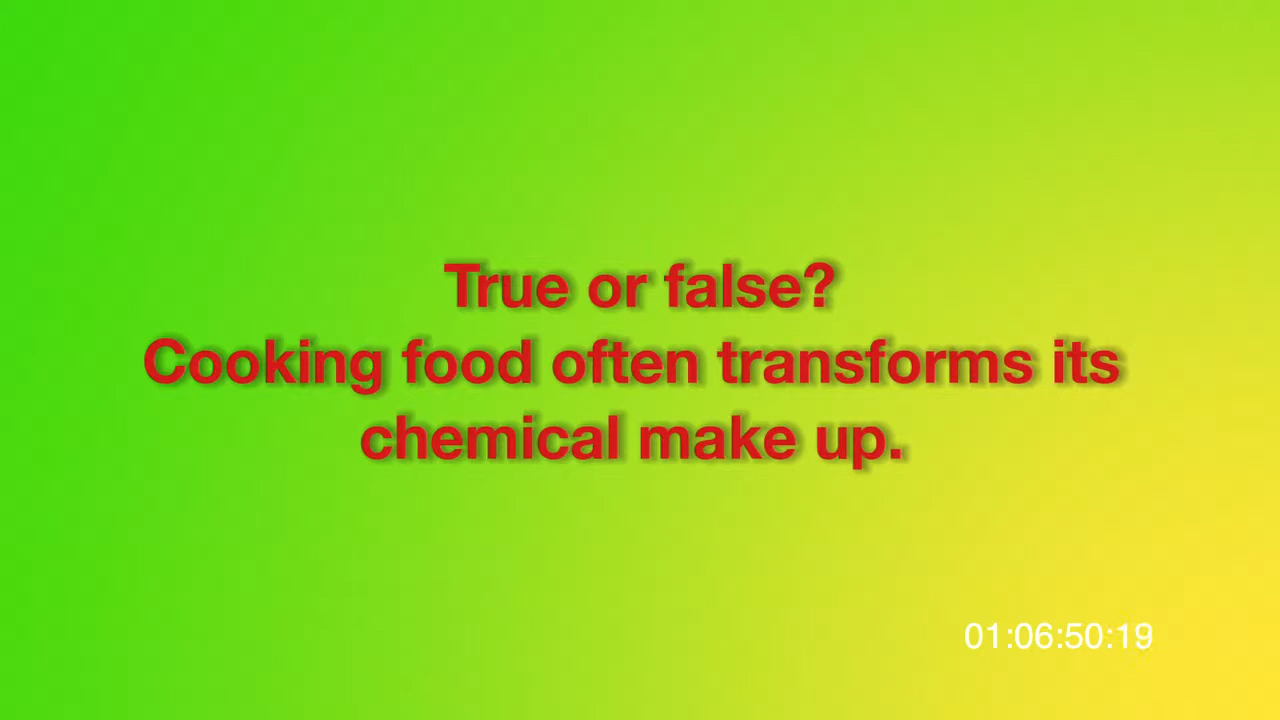 True or false?
Cooking food often transforms its
chemical make up.
01:06:50:19